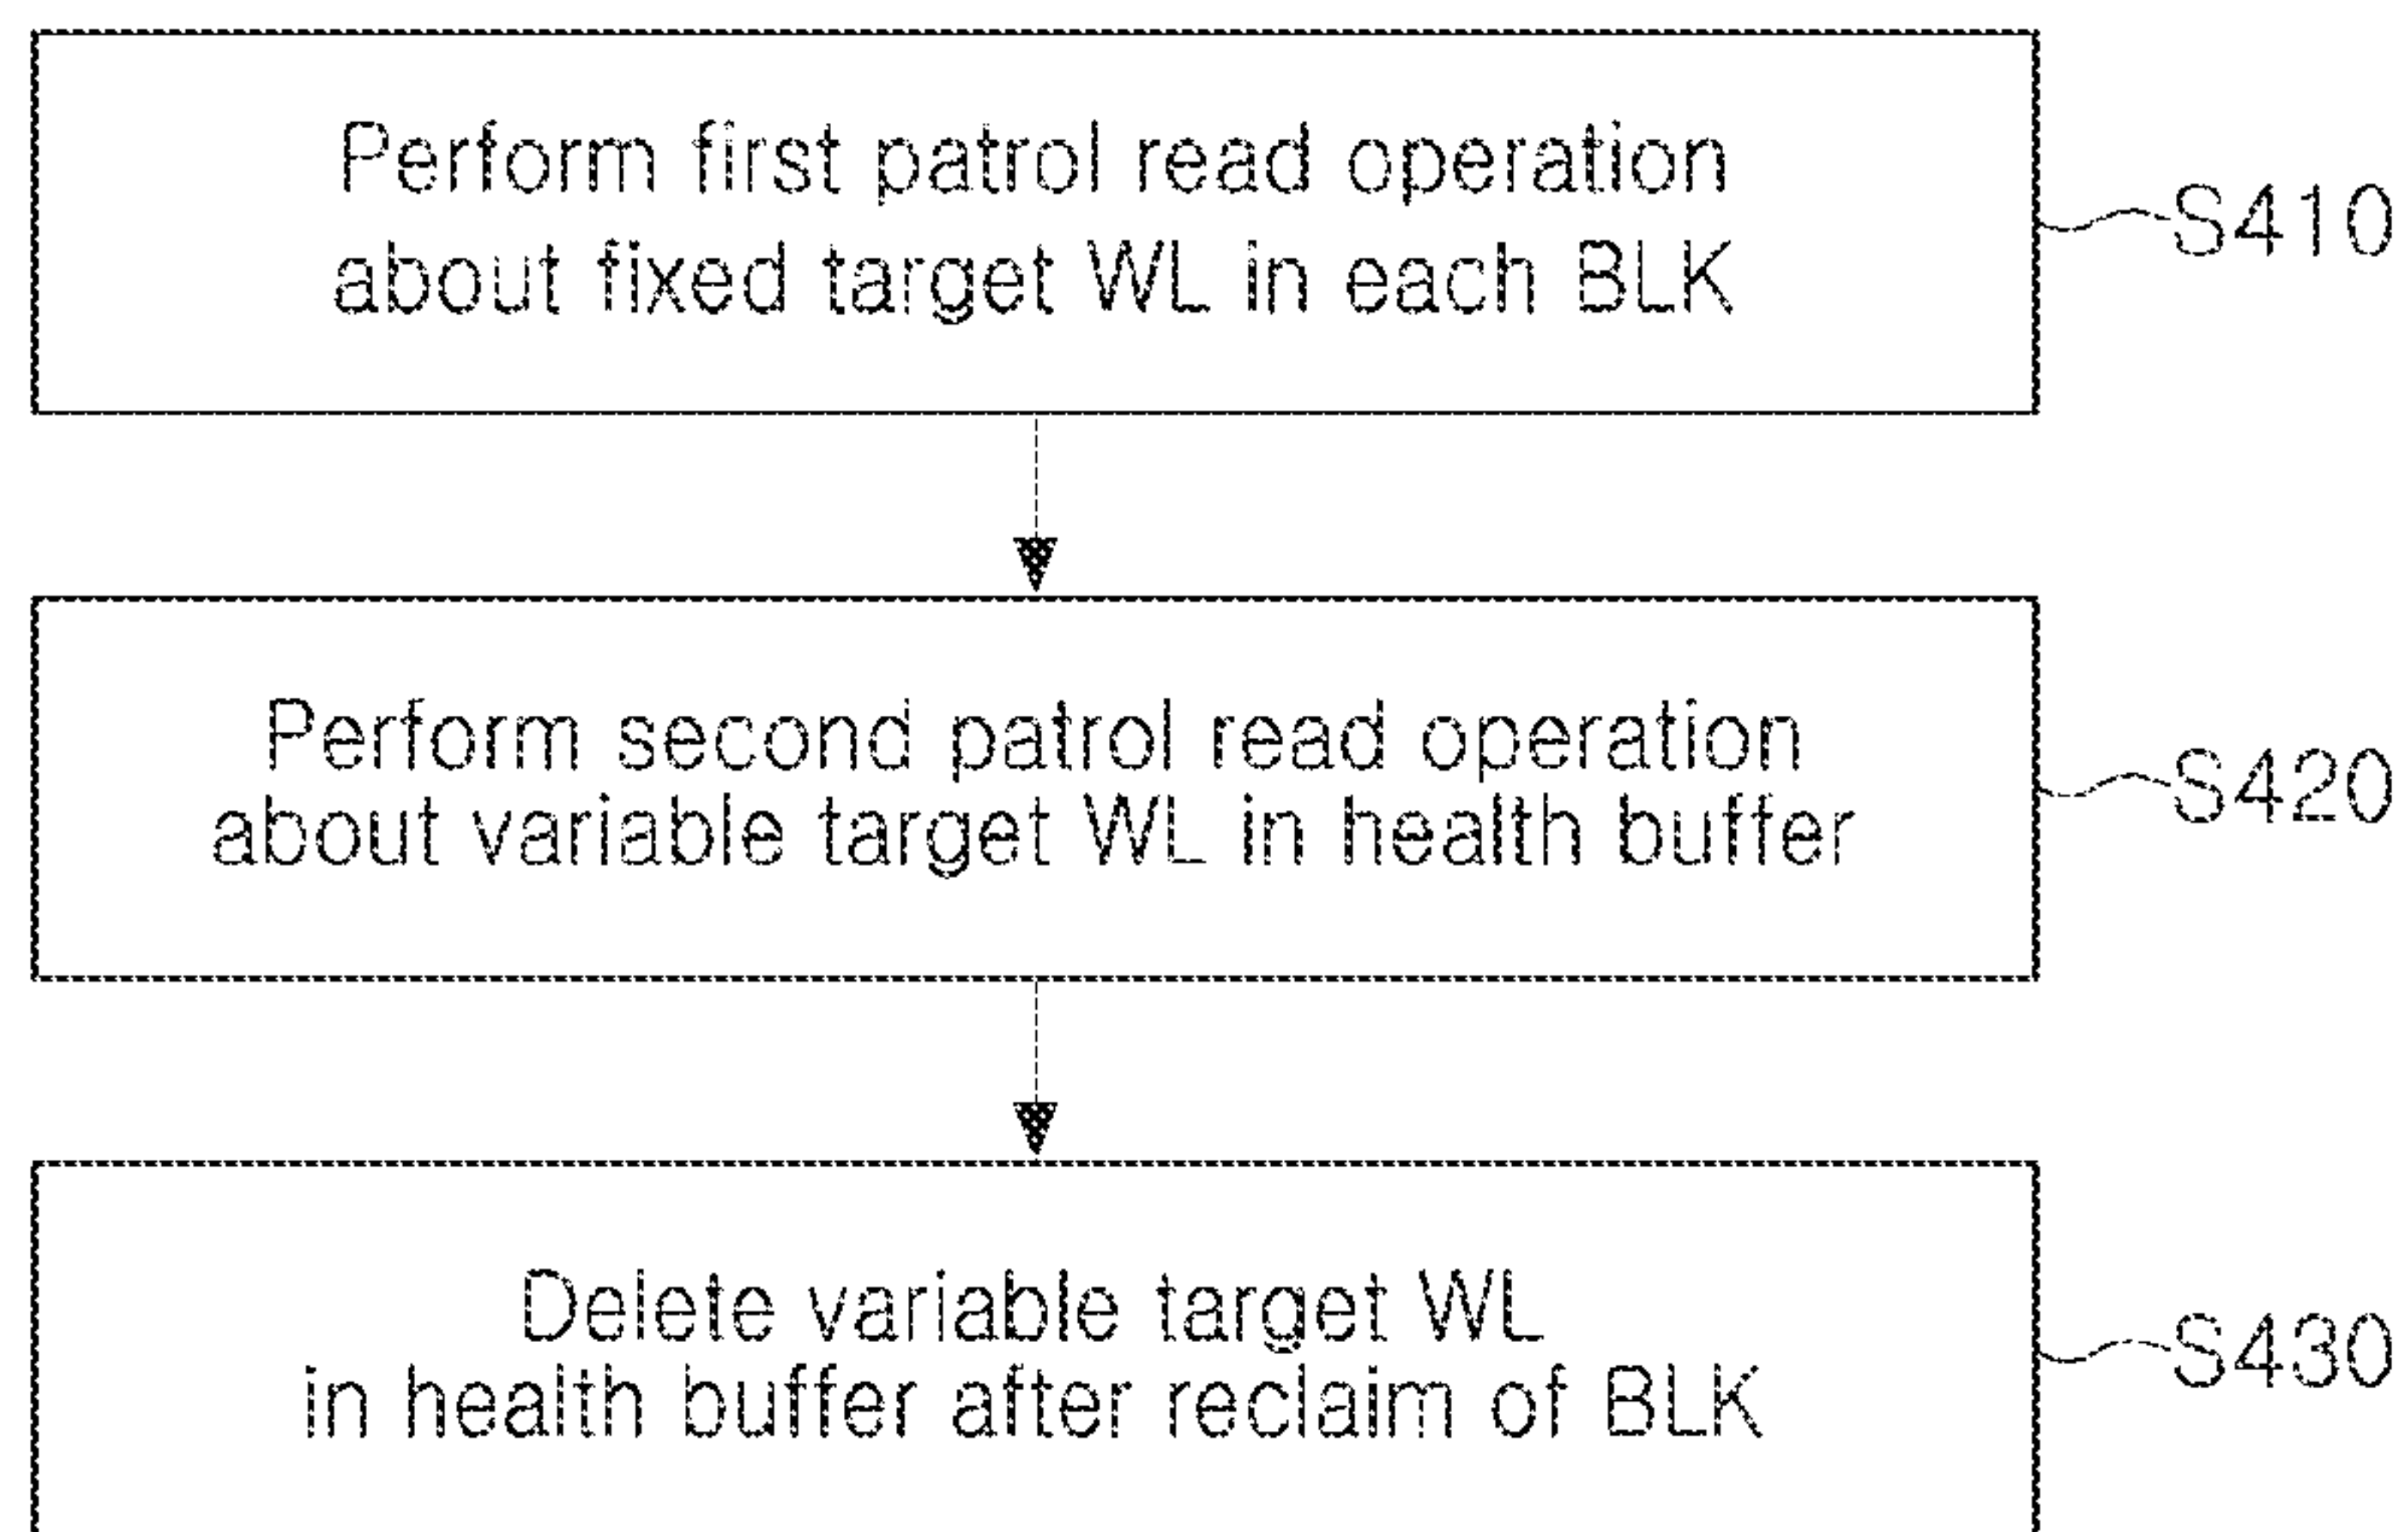 Perform first patrol read operation
about fixed target WL in each BLK
S410
Perform second patrol read operation
about variable target WL in health buffer
S420
Delete variable target WL
in health buffer after reclaim of BLK
S430